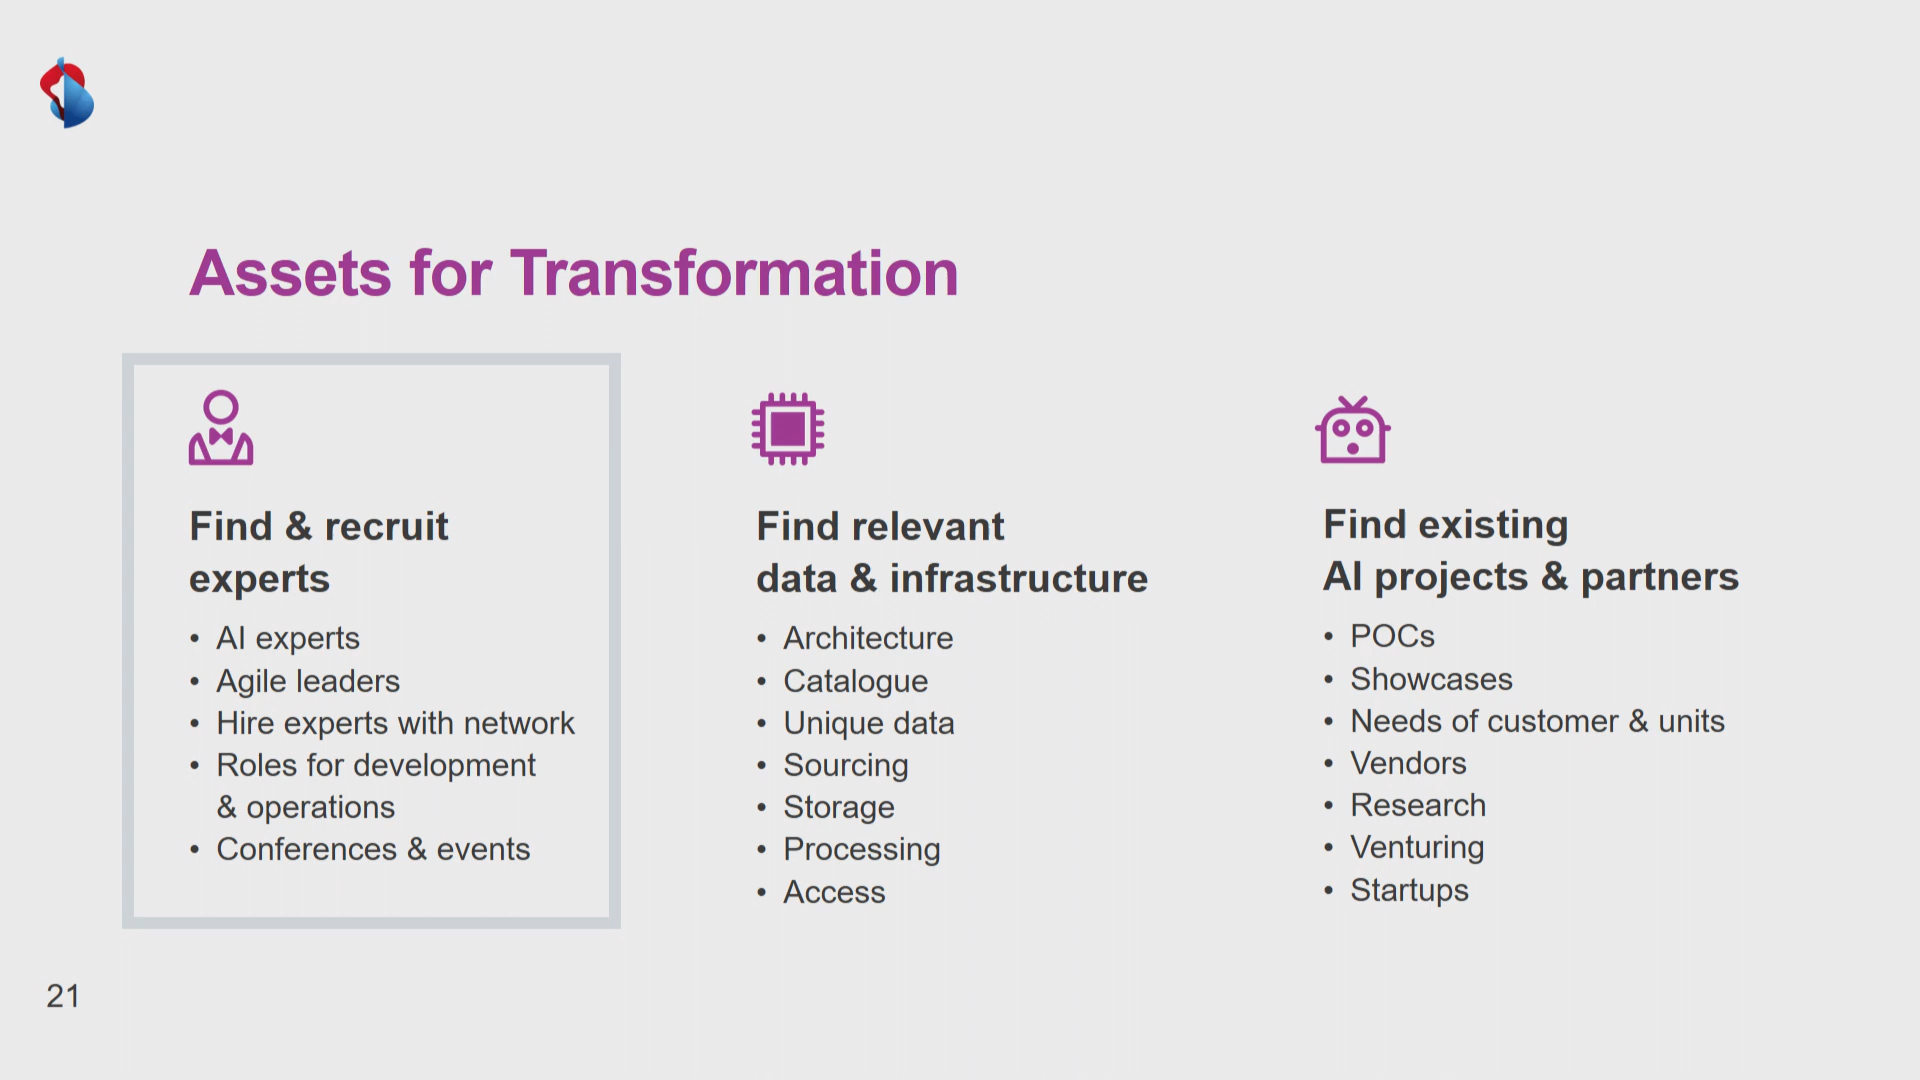 Assets for Transformation
Find & recruit
experts
• AI experts
• Agile leaders
• Hire experts with network
• Roles for development
& operations
• Conferences & events
Find relevant
data & infrastructure
• Architecture
• Catalogue
• Unique data
• Sourcing
• Storage
• Processing
• Access
Find existing
AI projects & partners
• POCs
• Showcases
• Needs of customer & units
• Vendors
• Research
• Venturing
• Startups
21